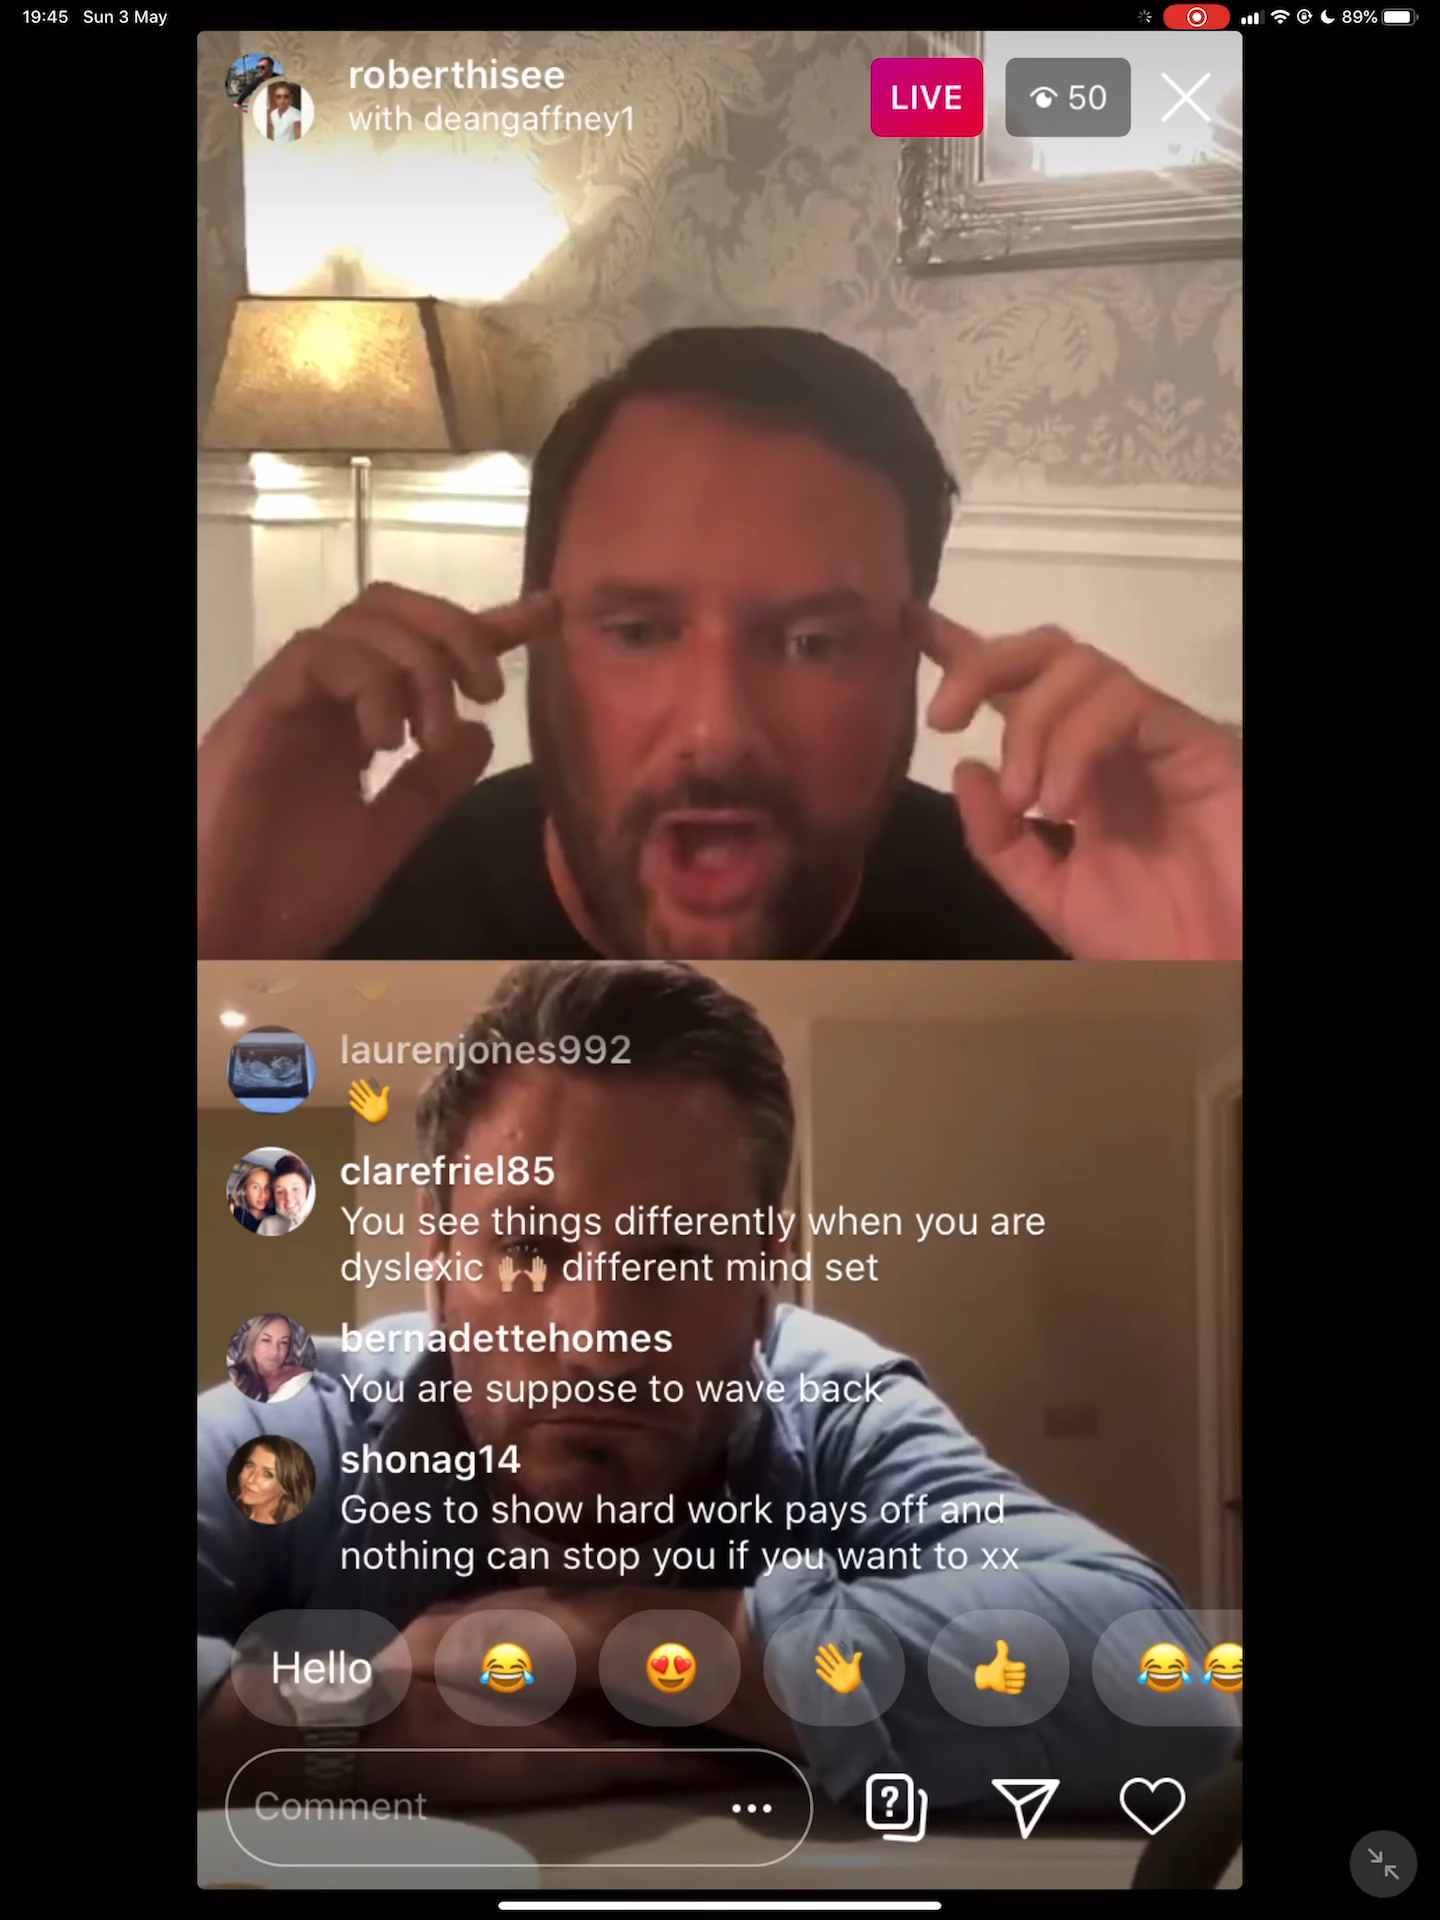 19:45 Sun 3 May
89%
roberthisee
with deangaffney1
LIVE
50
laurenjones992
👋
clarefriel85
You see things differently when you are
dyslexic 🙌🏼 different mind set
bernadettehomes
You are suppose to wave back
shonag14
Goes to show hard work pays off and
nothing can stop you if you want to xx
Hello 😂 😍 👋 👍 😂😂
Comment
?